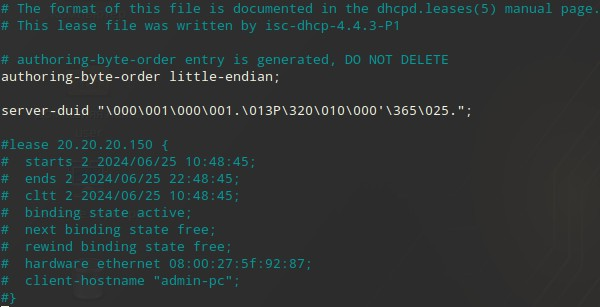 # The format of this file is documented in the dhcpd.leases(5) manual page.
# This lease file was written by isc-dhcp-4.4.3-P1
# authoring-byte-order entry is generated, DO NOT DELETE
authoring-byte-order little-endian;
server-duid "\000\001\000\001.\013P\320\010\000'\365\025.";
#lease 20.20.20.150 {
#  starts 2 2024/06/25 10:48:45;
#  ends 2 2024/06/25 22:48:45;
#  cltt 2 2024/06/25 10:48:45;
#  binding state active;
#  next binding state free;
#  rewind binding state free;
#  hardware ethernet 08:00:27:5f:92:87;
#  client-hostname "admin-pc";
#}